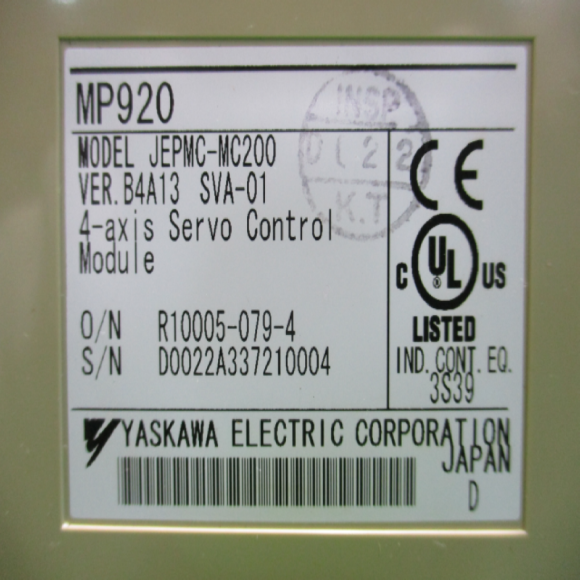 MP920
MODEL JEPMC-MC200
VER.B4A13 SVA-01
4-axis Servo Control
Module
O/N R10005-079-4
S/N D0022A337210004
INSP
K.T
CE
C UL US
®
LISTED
IND. CONT. EQ.
3S39
YASKAWA ELECTRIC CORPORATION
JAPAN
D